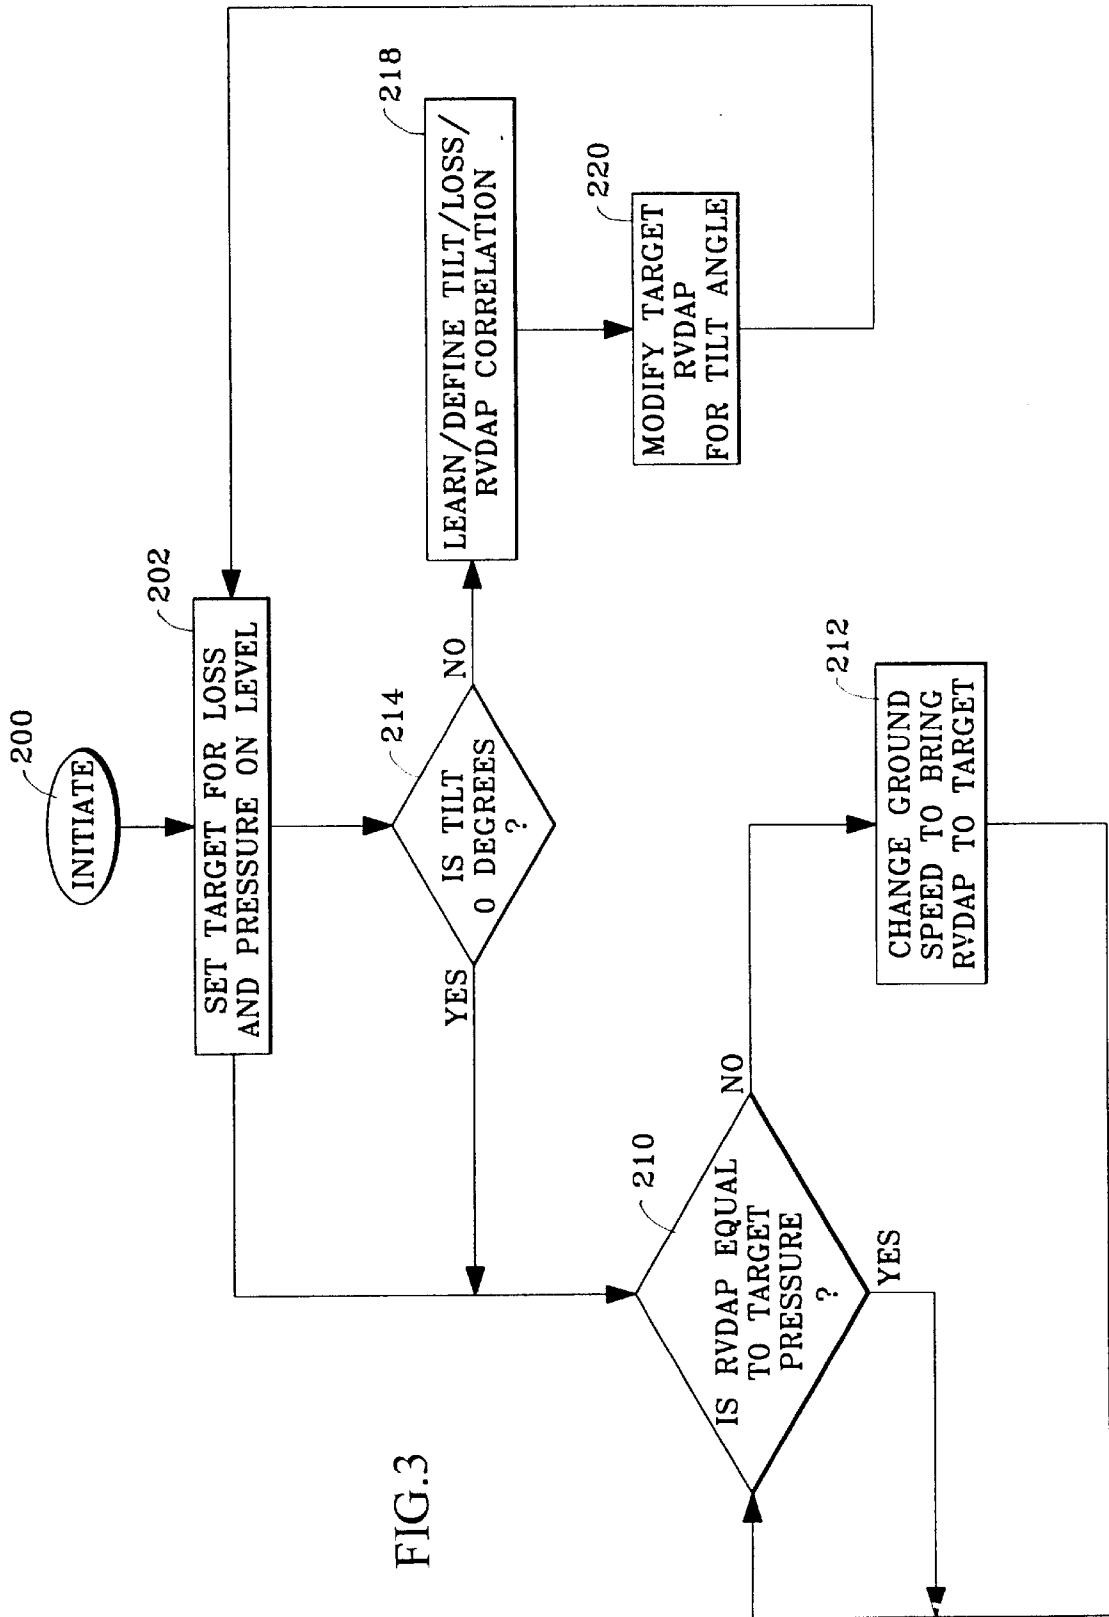 200
INITIATE
202
SET TARGET FOR LOSS
AND PRESSURE ON LEVEL
214
IS TILT
0 DEGREES
?
YES
NO
218
LEARN/DEFINE TILT/LOSS/
RVDAP CORRELATION
220
MODIFY TARGET
RVDAP
FOR TILT ANGLE
210
IS RVDAP EQUAL
TO TARGET
PRESSURE
?
NO
YES
212
CHANGE GROUND
SPEED TO BRING
RVDAP TO TARGET
FIG.3